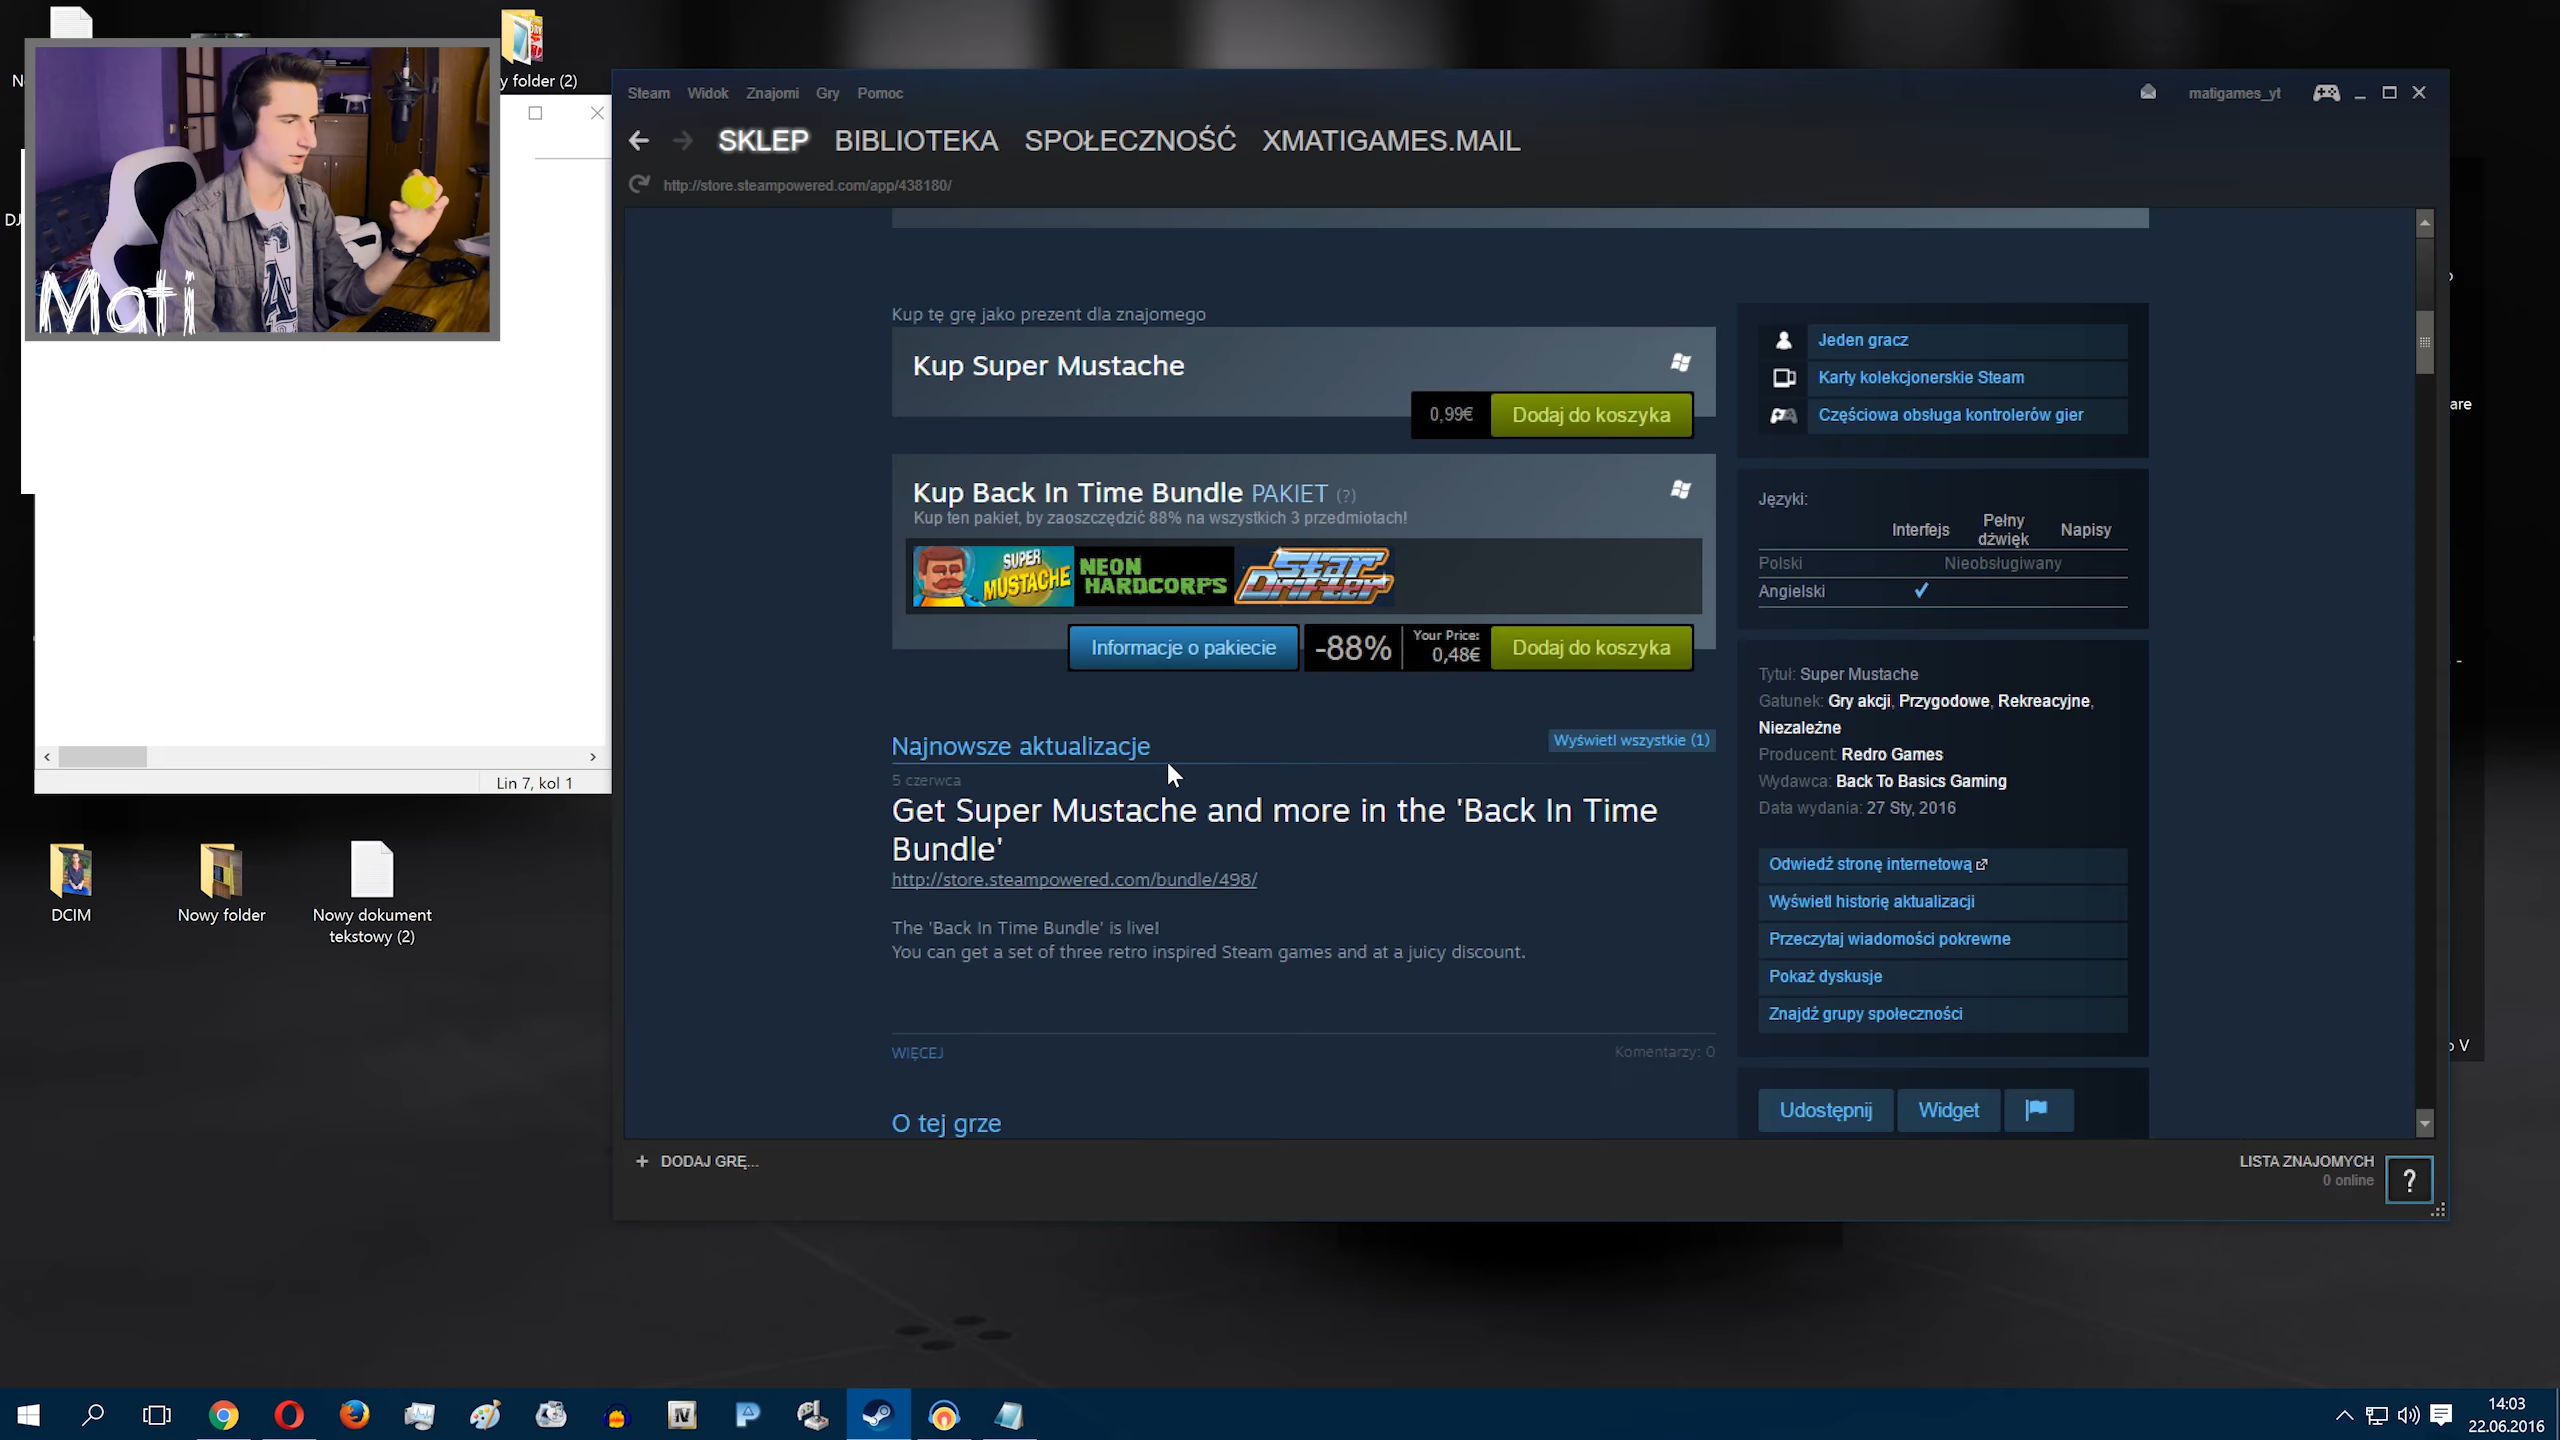 y folder (2)
Mati
Lin 7, kol 1
DCIM
Nowy folder
Nowy dokument
tekstowy (2)
Steam Widok Znajomi Gry Pomoc
matigames_yt
SKLEP BIBLIOTEKA SPOŁECZNOŚĆ XMATIGAMES.MAIL
http://store.steampowered.com/app/438180/
Kup tę grę jako prezent dla znajomego
Kup Super Mustache
0,99€ Dodaj do koszyka
Kup Back In Time Bundle PAKIET (?)
Kup ten pakiet, by zaoszczędzić 88% na wszystkich 3 przedmiotach!
SUPER
MUSTACHE
NEON
HARDCORPS
Star
Drifter
Informacje o pakiecie
-88%
Your Price:
0,48€
Dodaj do koszyka
Najnowsze aktualizacje
Wyświetl wszystkie (1)
5 czerwca
Get Super Mustache and more in the 'Back In Time
Bundle'
http://store.steampowered.com/bundle/498/
The 'Back In Time Bundle' is live!
You can get a set of three retro inspired Steam games and at a juicy discount.
WIĘCEJ
Komentarzy: 0
O tej grze
Jeden gracz
Karty kolekcjonerskie Steam
Częściowa obsługa kontrolerów gier
Języki:
Interfejs Pełny dźwięk Napisy
Polski Nieobsługiwany
Angielski ✓
Tytuł: Super Mustache
Gatunek: Gry akcji, Przygodowe, Rekreacyjne,
Niezależne
Producent: Redro Games
Wydawca: Back To Basics Gaming
Data wydania: 27 Sty, 2016
Odwiedź stronę internetową
Wyświetl historię aktualizacji
Przeczytaj wiadomości pokrewne
Pokaż dyskusje
Znajdź grupy społeczności
Udostępnij Widget
+ DODAJ GRĘ...
LISTA ZNAJOMYCH
0 online
?
are
o V
IV
P
14:03
22.06.2016